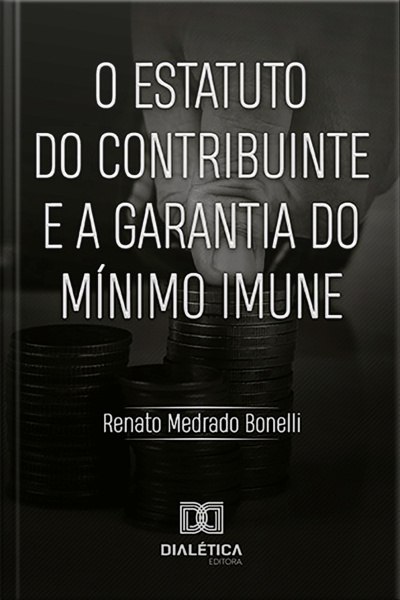 O ESTATUTO
DO CONTRIBUINTE
E A GARANTIA DO
MÍNIMO IMUNE
Renato Medrado Bonelli
DIALÉTICA
EDITORA